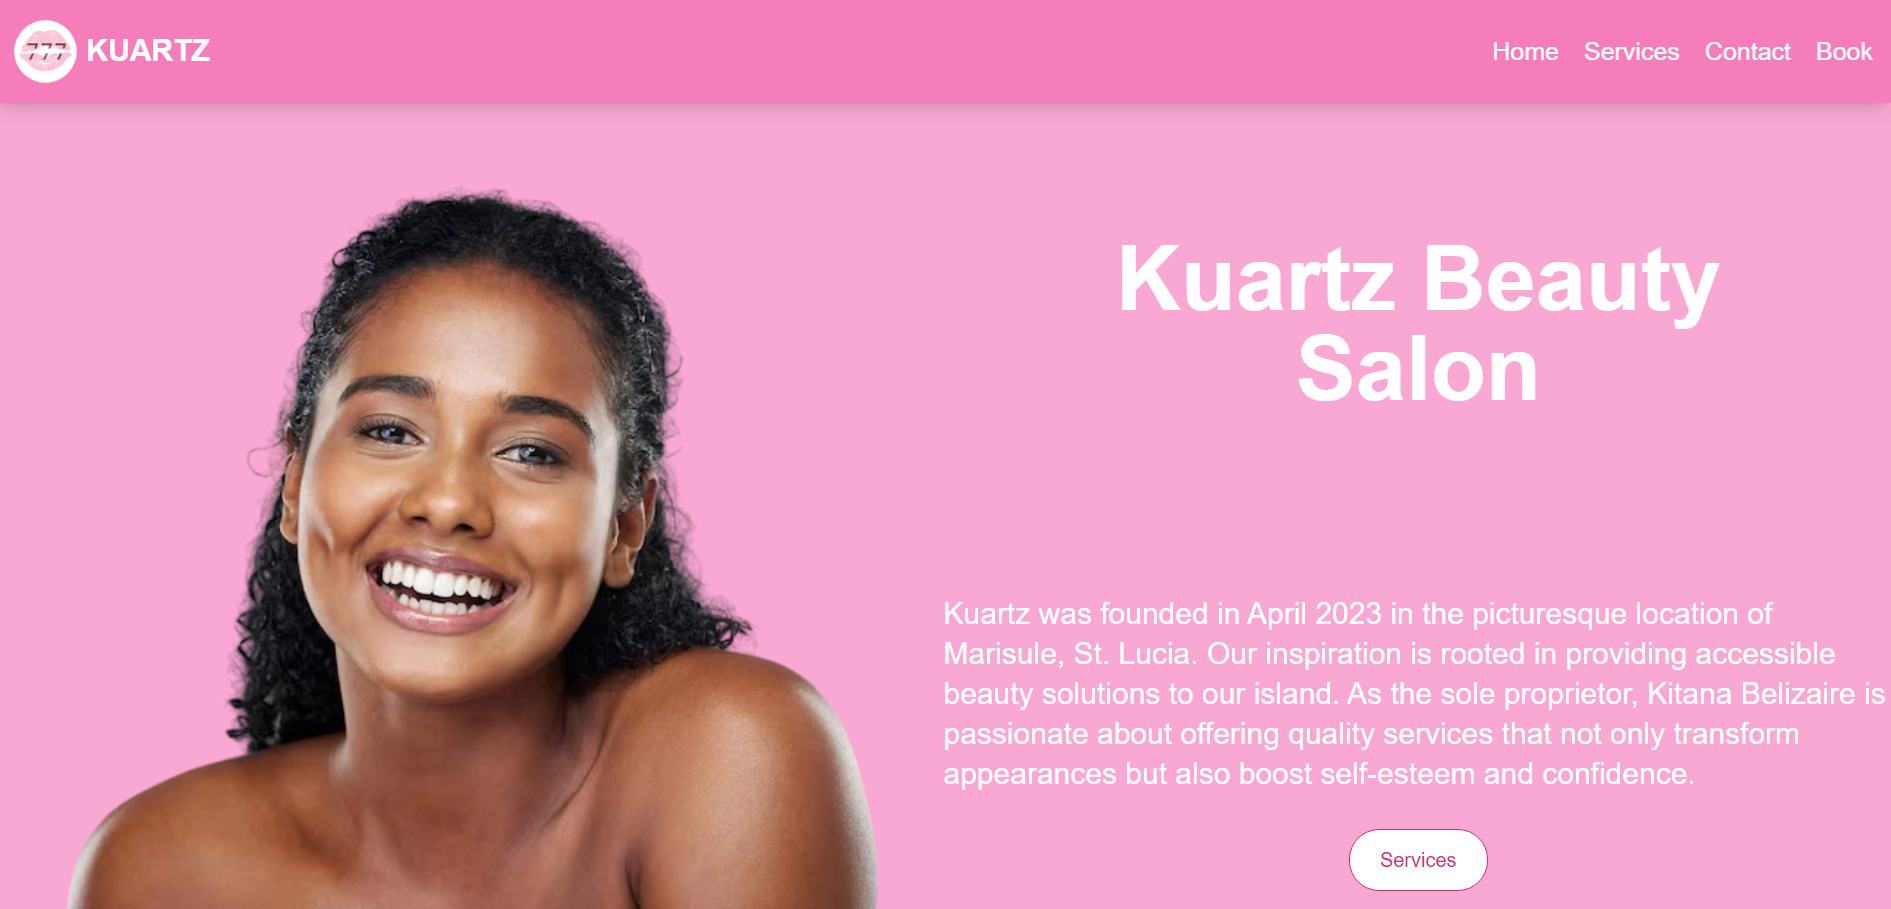 777
KUARTZ
Home Services Contact Book
Kuartz Beauty
Salon
Kuartz was founded in April 2023 in the picturesque location of
Marisule, St. Lucia. Our inspiration is rooted in providing accessible
beauty solutions to our island. As the sole proprietor, Kitana Belizaire is
passionate about offering quality services that not only transform
appearances but also boost self-esteem and confidence.
Services